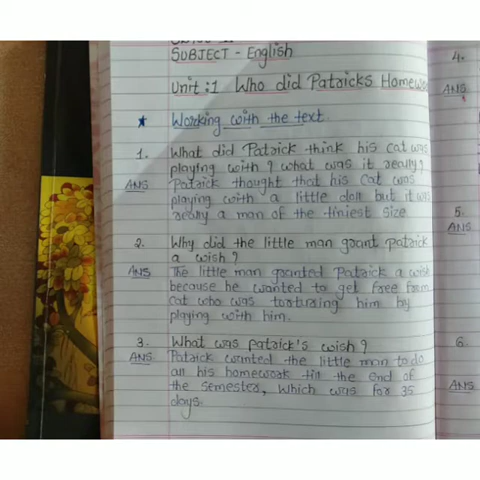 SUBJECT - English
Unit :1 Who did Patricks Homewo
★ Working with the text
1. What did Patrick think his cat was
playing with? what was it really?
ANS Patrick thought that his cat was
playing with a little doll but it was
really a man of the tiniest size.
2. Why did the little man grant Patrick
a wish?
ANS The little man granted Patrick a wish
because he wanted to get free from
cat who was torturing him by
playing with him.
3. What was Patrick's wish?
ANS. Patrick wanted the little man to do
all his homework till the end of
the semester, which was for 35
days.
4.
ANS
5.
ANS
6.
ANS